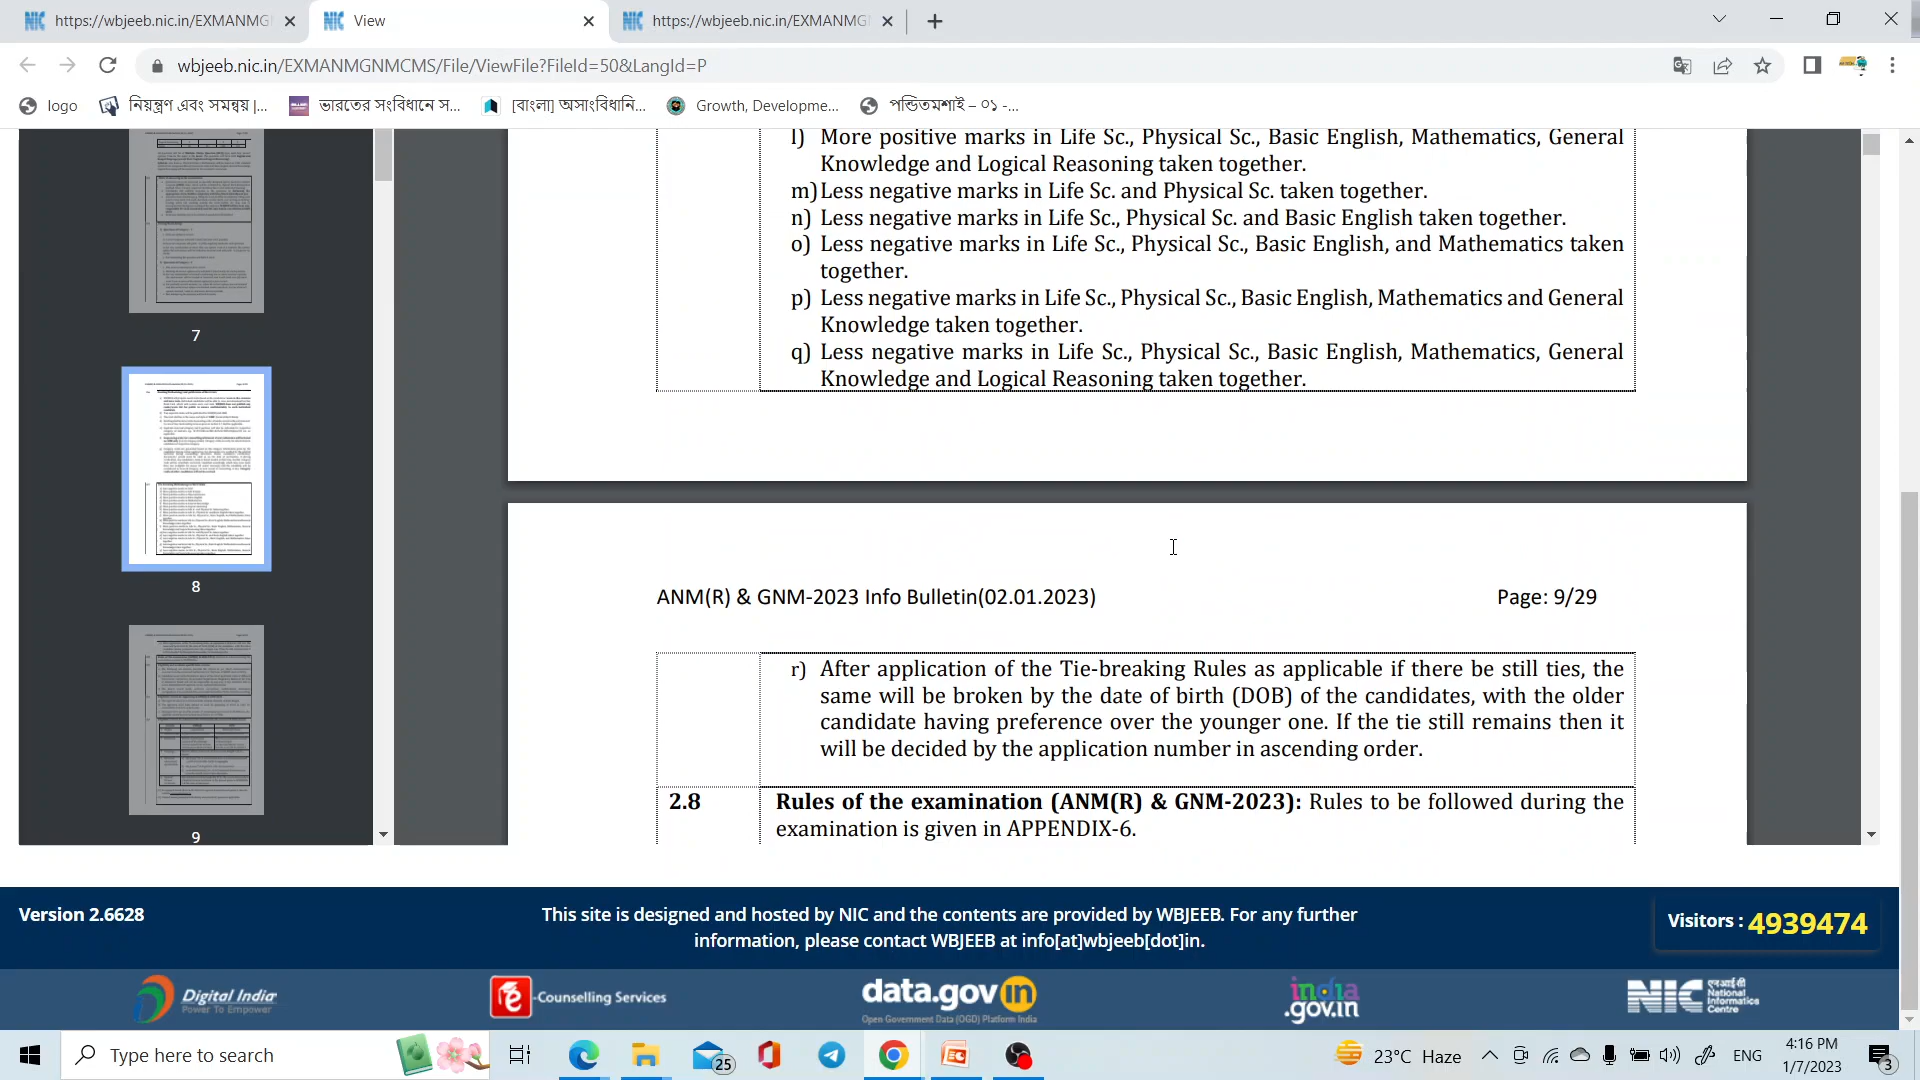 https://wbjeeb.nic.in/EXMANMG
View
https://wbjeeb.nic.in/EXMANMG
wbjeeb.nic.in/EXMANMGNMCMS/File/ViewFile?FileId=50&LangId=P
logo
নিয়ন্ত্রণ এবং সমন্বয় |...
ভারতের সংবিধানে স...
[বাংলা] অসাংবিধানি...
Growth, Developme...
পন্ডিতমশাই – ০১ -...
l) More positive marks in Life Sc., Physical Sc., Basic English, Mathematics, General
Knowledge and Logical Reasoning taken together.
m) Less negative marks in Life Sc. and Physical Sc. taken together.
n) Less negative marks in Life Sc., Physical Sc. and Basic English taken together.
o) Less negative marks in Life Sc., Physical Sc., Basic English, and Mathematics taken
together.
p) Less negative marks in Life Sc., Physical Sc., Basic English, Mathematics and General
Knowledge taken together.
q) Less negative marks in Life Sc., Physical Sc., Basic English, Mathematics, General
Knowledge and Logical Reasoning taken together.
7
8
9
ANM(R) & GNM-2023 Info Bulletin(02.01.2023)
Page: 9/29
r) After application of the Tie-breaking Rules as applicable if there be still ties, the
same will be broken by the date of birth (DOB) of the candidates, with the older
candidate having preference over the younger one. If the tie still remains then it
will be decided by the application number in ascending order.
2.8 Rules of the examination (ANM(R) & GNM-2023): Rules to be followed during the
examination is given in APPENDIX-6.
Version 2.6628
This site is designed and hosted by NIC and the contents are provided by WBJEEB. For any further
information, please contact WBJEEB at info[at]wbjeeb[dot]in.
Visitors : 4939474
Digital India
Power To Empower
e-Counselling Services
data.gov in
Open Government Data (OGD) Platform India
india
.gov.in
NIC एनआईसी
National
Informatics
Centre
Type here to search
25
23°C Haze
ENG
4:16 PM
1/7/2023
3